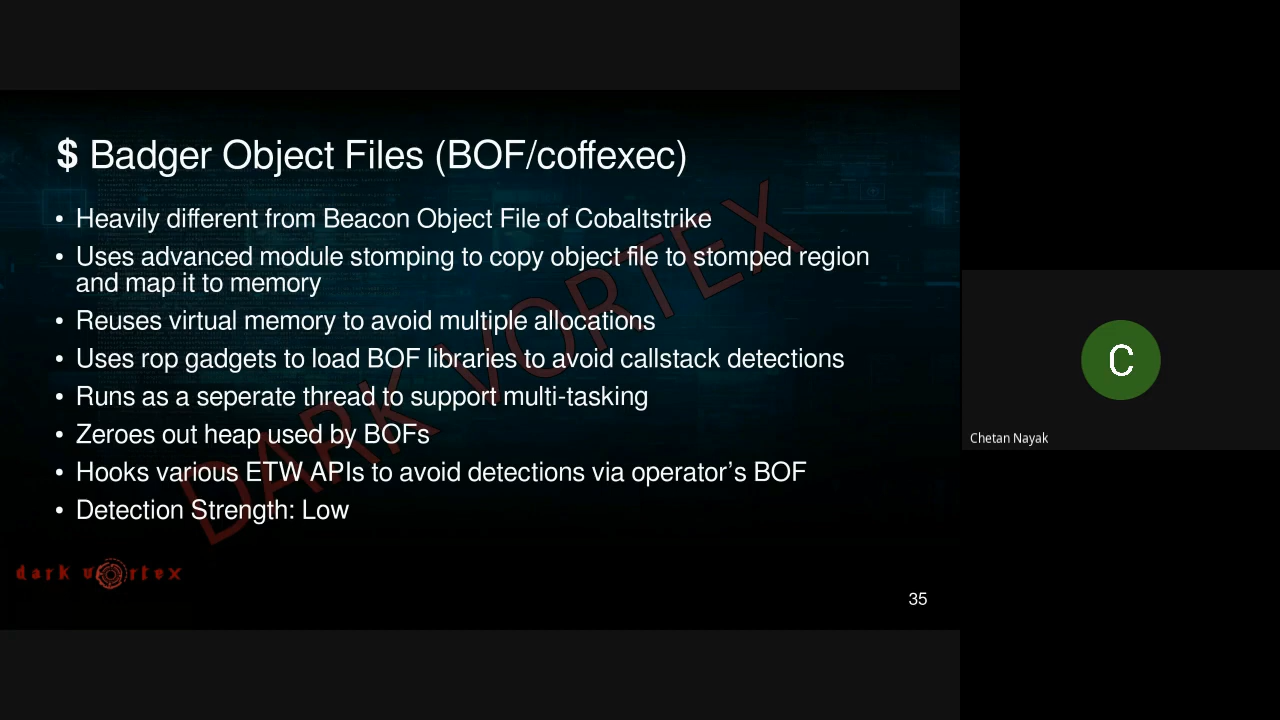 $ Badger Object Files (BOF/coffexec)
• Heavily different from Beacon Object File of Cobaltstrike
• Uses advanced module stomping to copy object file to stomped region
and map it to memory
• Reuses virtual memory to avoid multiple allocations
• Uses rop gadgets to load BOF libraries to avoid callstack detections
• Runs as a seperate thread to support multi-tasking
• Zeroes out heap used by BOFs
• Hooks various ETW APIs to avoid detections via operator’s BOF
• Detection Strength: Low
DARK VORTEX
dark vortex
35
C
Chetan Nayak